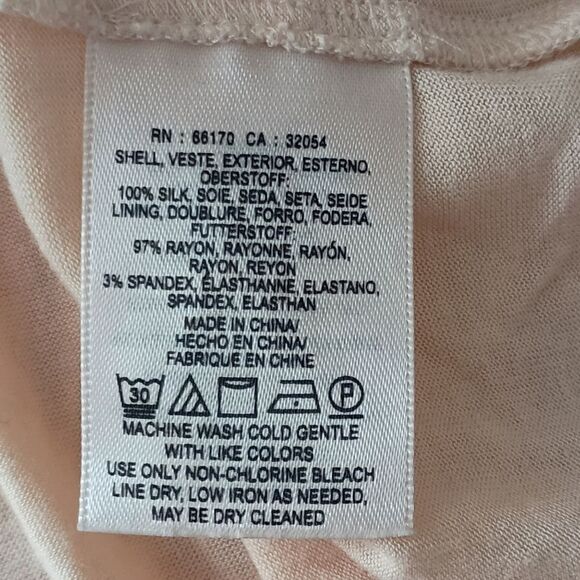 RN : 66170 CA : 32054
SHELL, VESTE, EXTERIOR, ESTERNO,
OBERSTOFF:
100% SILK, SOIE, SEDA, SETA, SEIDE
LINING, DOUBLURE, FORRO, FODERA,
FUTTERSTOFF:
97% RAYON, RAYONNE, RAYÓN,
RAYON, REYON
3% SPANDEX, ÉLASTHANNE, ELASTANO,
SPANDEX, ELASTHAN
MADE IN CHINA/
HECHO EN CHINA/
FABRIQUE EN CHINE
30 P
MACHINE WASH COLD GENTLE
WITH LIKE COLORS
USE ONLY NON-CHLORINE BLEACH
LINE DRY, LOW IRON AS NEEDED,
MAY BE DRY CLEANED